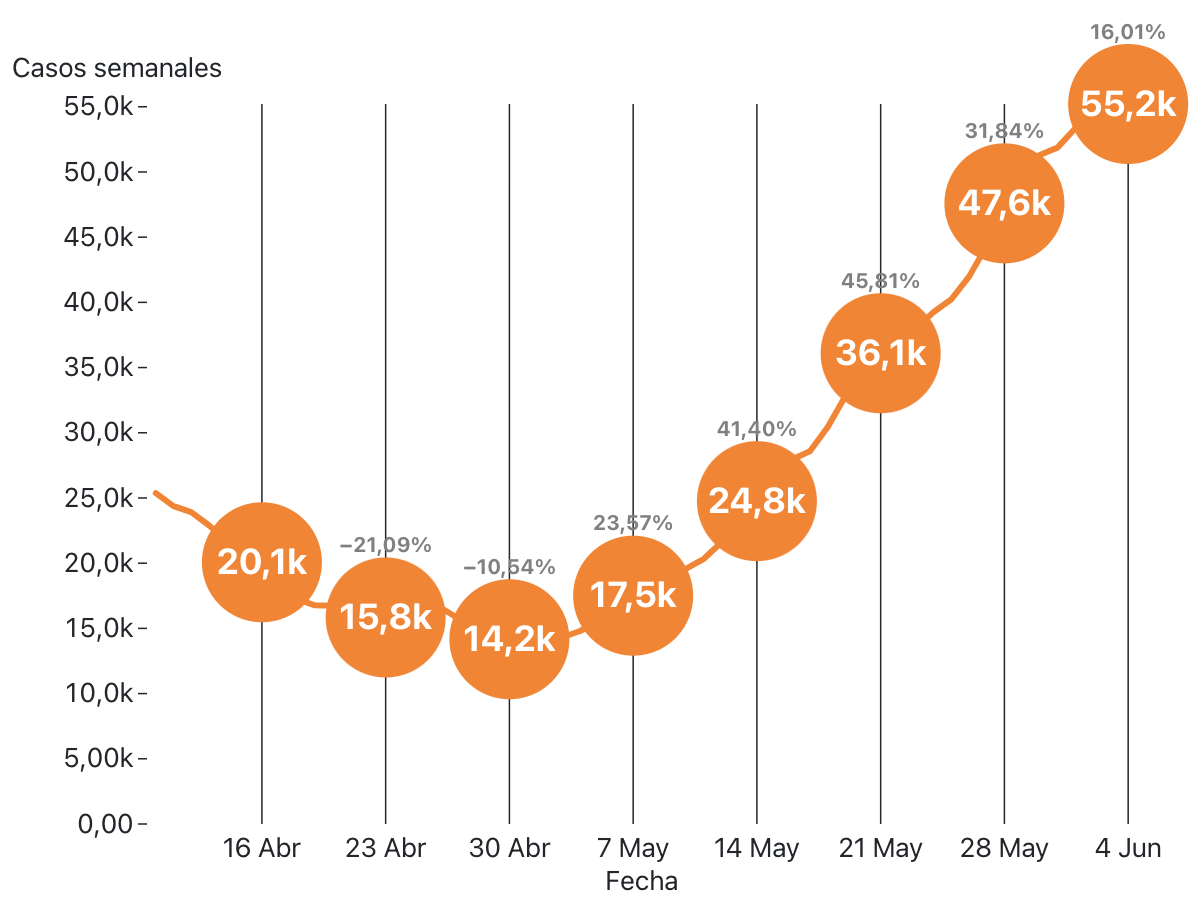 16,01%
Casos semanales
55,0k
55,2k
31,84%
50,0k
47,6k
45,0k
45,81%
40,0k
36,1k
35,0k
41,40%
30,0k
24,8k
25,0k
23,57%
20,1k
−21,09%
20,0k
−10,54%
17,5k
15,8k
15,0k
14,2k
10,0k
5,00k
0,00
16 Abr 23 Abr 30 Abr 7 May 14 May 21 May 28 May 4 Jun
Fecha